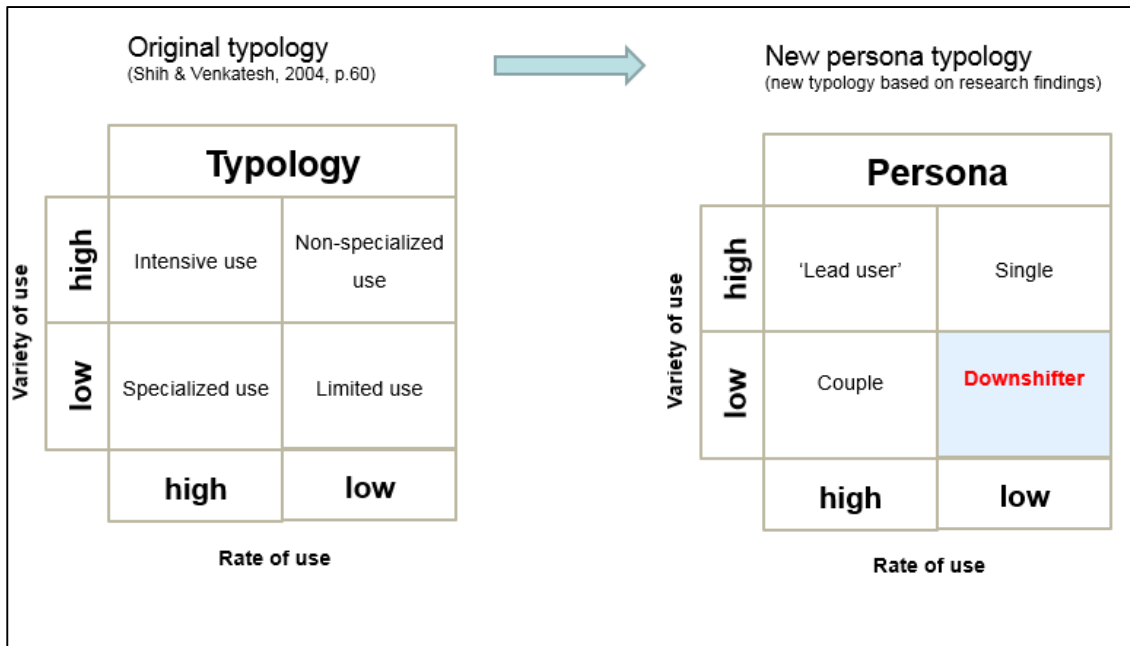 Original typology
(Shih & Venkatesh, 2004, p.60)
Typology
Variety of use
high
Intensive use
Non-specialized
use
low
Specialized use
Limited use
high
low
Rate of use
New persona typology
(new typology based on research findings)
Persona
Variety of use
high
‘Lead user’
Single
low
Couple
Downshifter
high
low
Rate of use